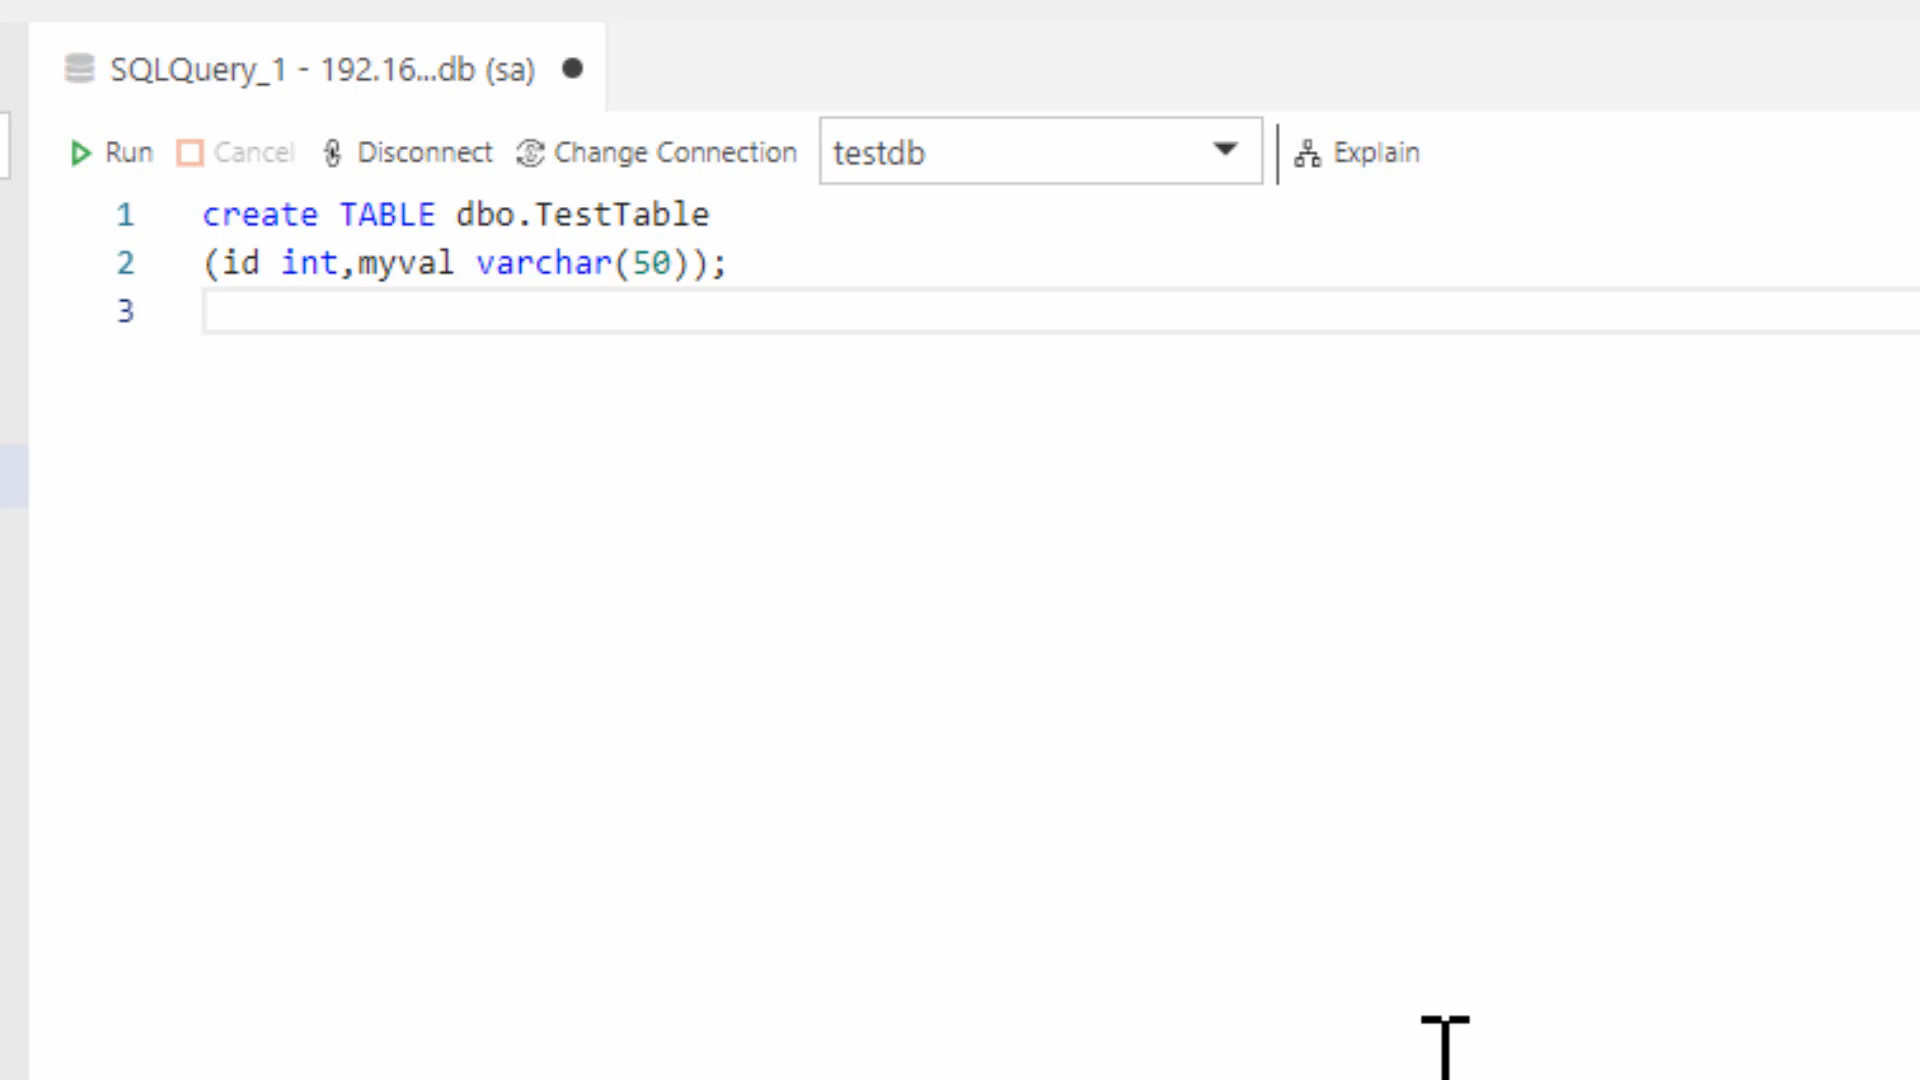 SQLQuery_1 - 192.16...db (sa)
Run Cancel Disconnect Change Connection testdb Explain
1 create TABLE dbo.TestTable
2 (id int,myval varchar(50));
3